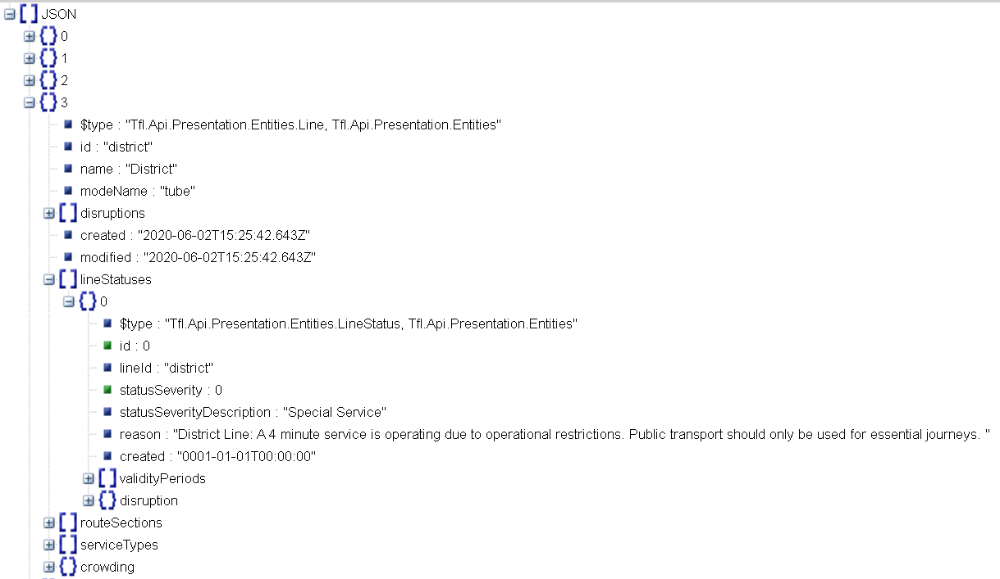 JSON
0
1
2
3
$type : "Tfl.Api.Presentation.Entities.Line, Tfl.Api.Presentation.Entities"
id : "district"
name : "District"
modeName : "tube"
disruptions
created : "2020-06-02T15:25:42.643Z"
modified : "2020-06-02T15:25:42.643Z"
lineStatuses
0
$type : "Tfl.Api.Presentation.Entities.LineStatus, Tfl.Api.Presentation.Entities"
id : 0
lineId : "district"
statusSeverity : 0
statusSeverityDescription : "Special Service"
reason : "District Line: A 4 minute service is operating due to operational restrictions. Public transport should only be used for essential journeys. "
created : "0001-01-01T00:00:00"
validityPeriods
disruption
routeSections
serviceTypes
crowding